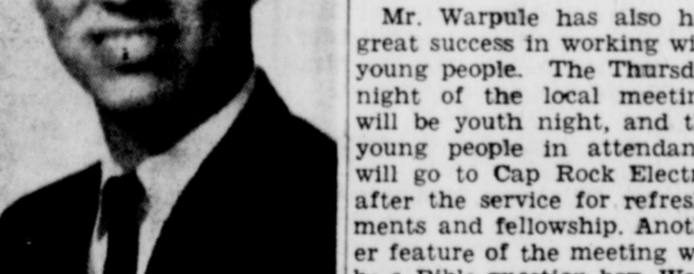 Mr. Warpule has also h
great success in working wi
young people. The Thursd
night of the local meetin
will be youth night, and t
young people in attendan
will go to Cap Rock Electr
after the service for refres
ments and fellowship. Anot
er feature of the meeting w